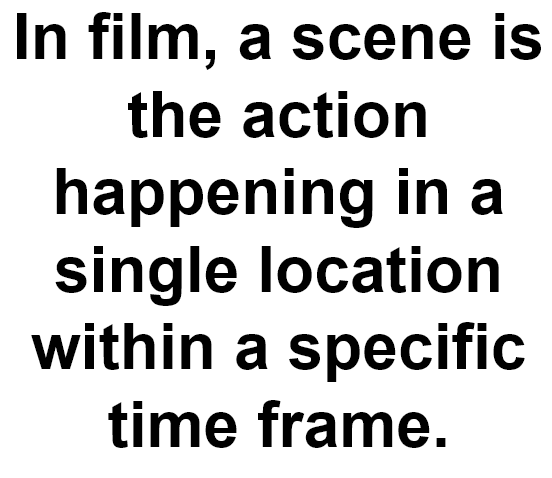 In film, a scene is
the action
happening in a
single location
within a specific
time frame.